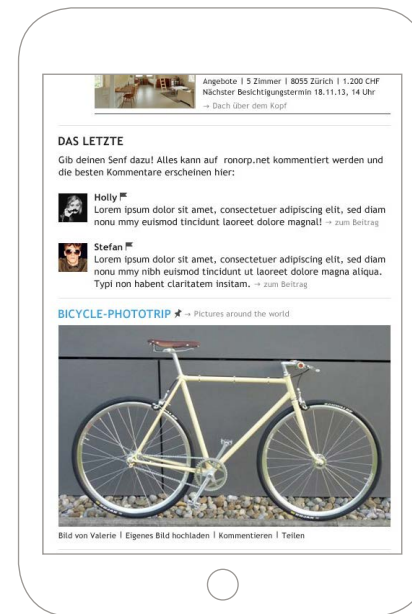 Angebote | 5 Zimmer | 8055 Zürich | 1.200 CHF
Nächster Besichtigungstermin 18.11.13, 14 Uhr
→ Dach über dem Kopf
DAS LETZTE
Gib deinen Senf dazu! Alles kann auf ronorp.net kommentiert werden und
die besten Kommentare erscheinen hier:
Holly
Lorem ipsum dolor sit amet, consectetuer adipiscing elit, sed diam
nonu mmy euismod tincidunt laoreet dolore magnal! → zum Beitrag
Stefan
Lorem ipsum dolor sit amet, consectetuer adipiscing elit, sed diam
nonu mmy nibh euismod tincidunt ut laoreet dolore magna aliqua.
Typi non habent claritatem insitam. → zum Beitrag
BICYCLE-PHOTOTRIP → Pictures around the world
Bild von Valerie | Eigenes Bild hochladen | Kommentieren | Teilen